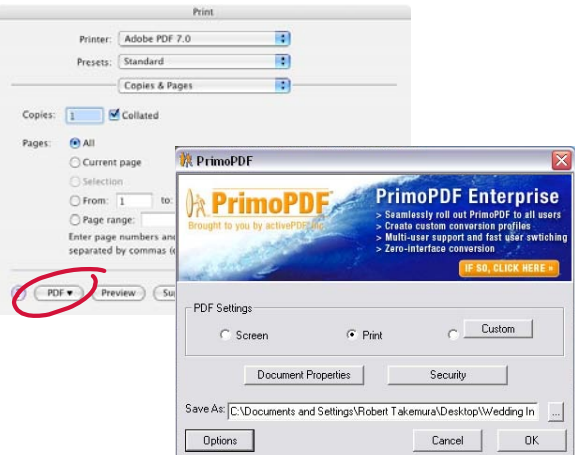 Print
Printer: Adobe PDF 7.0
Presets: Standard
Copies & Pages
Copies: 1 Collated
Pages: All
Current page
Selection
From: 1 to:
Page range:
Enter page numbers and
separated by commas (
PDF Preview Su
PrimoPDF
PrimoPDF
Brought to you by activePDF, Inc
PrimoPDF Enterprise
> Seamlessly roll out PrimoPDF to all users
> Create custom conversion profiles
> Multi-user support and fast user swtiching
> Zero-interface conversion
IF SO, CLICK HERE »
PDF Settings
Screen Print Custom
Document Properties Security
Save As: C:\Documents and Settings\Robert Takemura\Desktop\Wedding In ...
Options Cancel OK